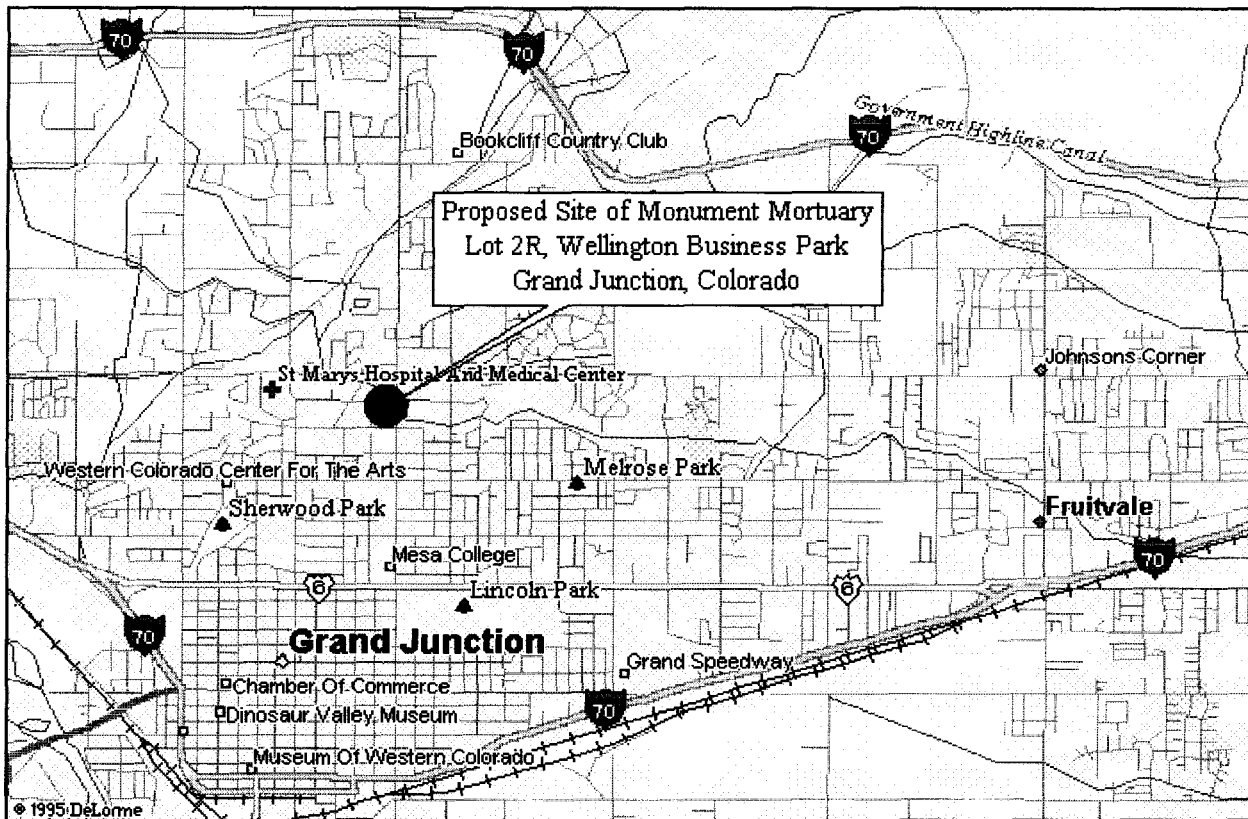 70
70
Bookcliff Country Club
70
Government Highline Canal
Proposed Site of Monument Mortuary
Lot 2R, Wellington Business Park
Grand Junction, Colorado
Johnsons Corner
St Marys Hospital And Medical Center
Western Colorado Center For The Arts
Melrose Park
Sherwood Park
Fruitvale
Mesa College
70
6
Lincoln Park
6
70
Grand Junction
Grand Speedway
Chamber Of Commerce
Dinosaur Valley Museum
70
Museum Of Western Colorado
© 1995 DeLorme